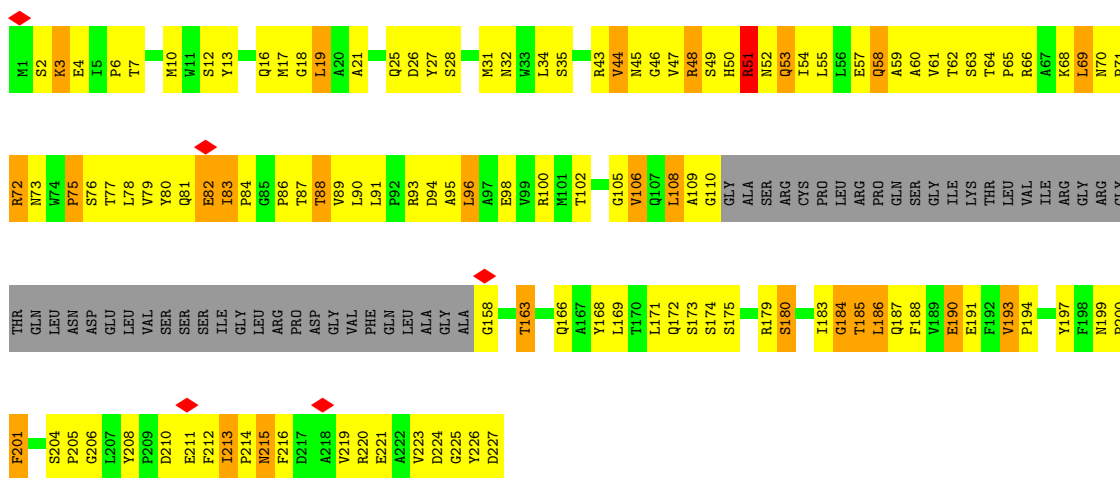 M1 S2 K3 E4 I5 P6 T7 M10 W11 S12 Y13 Q16 M17 G18 L19 A20 A21 Q25 D26 Y27 S28 M31 N32 W33 L34 S35 R43 V44 N45 G46 V47 R48 S49 H50 R51 N52 Q53 I54 L55 L56 E57 Q58 A59 A60 V61 T62 S63 T64 P65 R66 A67 K68 L69 N70
R72 N73 W74 P75 S76 T77 L78 V79 Y80 Q81 E82 I83 P84 G85 P86 T87 T88 V89 L90 L91 P92 R93 D94 A95 L96 A97 E98 V99 R100 M101 T102 G105 V106 Q107 L108 A109 G110 GLY ALA SER ARG CYS PRO LEU ARG PRO GLN SER GLY ILE LYS THR LEU VAL ILE ARG GLY ARG GLY
THR GLN LEU ASN ASP GLU LEU VAL SER SER SER ILE GLY LEU ARG PRO ASP GLY VAL PHE GLN LEU ALA GLY ALA G158 T163 Q166 A167 Y168 L169 T170 L171 Q172 S173 S174 S175 R179 S180 I183 G184 T185 L186 Q187 F188 V189 E190 E191 F192 V193 P194 Y197 F198 N199 P200
F201 S204 P205 G206 L207 Y208 P209 D210 E211 F212 I213 P214 N215 F216 D217 A218 V219 R220 E221 A222 V223 D224 G225 Y226 D227